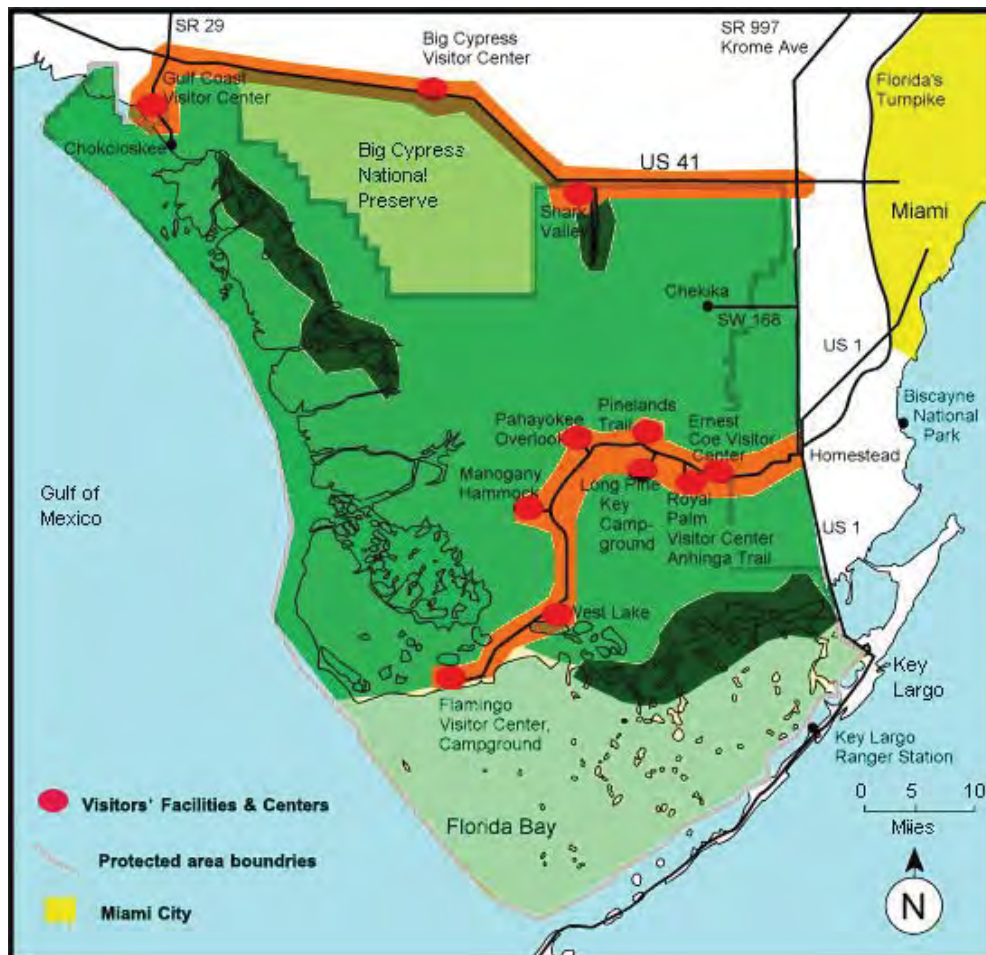 SR 29
Big Cypress
Visitor Center
SR 997
Krome Ave
Florida's
Turnpike
Gulf Coast
Visitor Center
Chokcloskee
Big Cypress
National
Preserve
US 41
Miami
Shark
Valley
Chekika
SW 168
US 1
Biscayne
National
Park
Pahayokee
Overlook
Pinelands
Trail
Ernest
Coe Visitor
Center
Homestead
Manogany
Hammock
Long Pine
Key
Camp-
ground
Royal
Palm
Visitor Center
Anhinga Trail
Gulf of
Mexico
US 1
West Lake
Key
Largo
Flamingo
Visitor Center,
Campground
Key Largo
Ranger Station
Florida Bay
0 5 10
Miles
N
Visitors' Facilities & Centers
Protected area boundries
Miami City